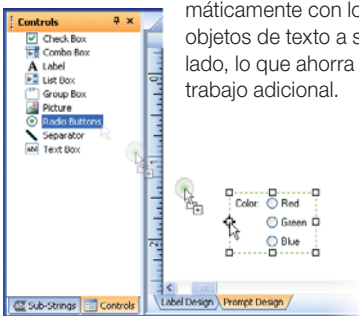 Controls
Check Box
Combo Box
Label
List Box
Group Box
Picture
Radio Buttons
Separator
Text Box
Sub-Strings
Controls
máticamente con lo
objetos de texto a s
lado, lo que ahorra
trabajo adicional.
Color:
Red
Green
Blue
Label Design
Prompt Design